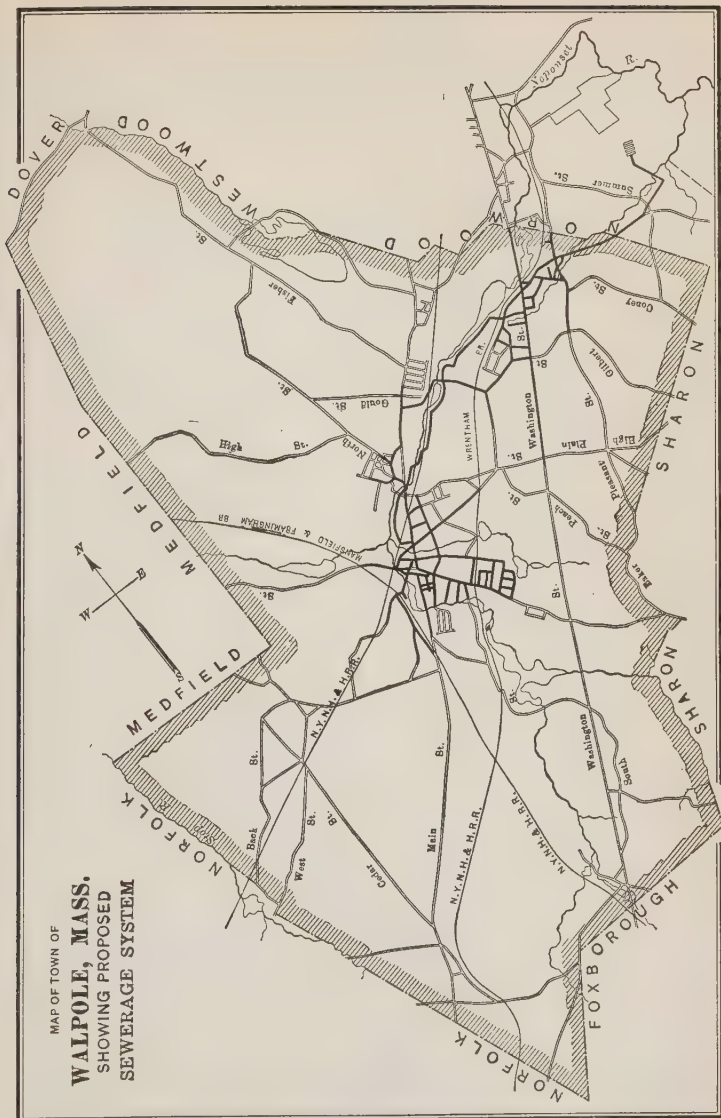 MAP OF TOWN OF
WALPOLE, MASS.
SHOWING PROPOSED
SEWERAGE SYSTEM
DOVER
WESTWOOD
NORWOOD
SHARON
SHARON
FOXBOROUGH
NORFOLK
NORFOLK
MEDFIELD
MEDFIELD
N
E
S
W
Neponset
R.
Summer
St.
Fisher
St.
Gould
St.
North
St.
High
St.
MANSFIELD & FRAMINGHAM BR
St.
WRENTHAM
BR.
Washington
St.
Coney
St.
Gilbert
St.
Pleasant
St.
High
Plain
St.
Peach
St.
Baker
St.
N.Y.N.H. & H.R.R.
N.Y.N.H. & H.R.R.
N.Y.N.H. & H.R.R.
Back
St.
West
St.
Cedar
St.
Main
St.
Washington
St.
South
St.
Stop
R.